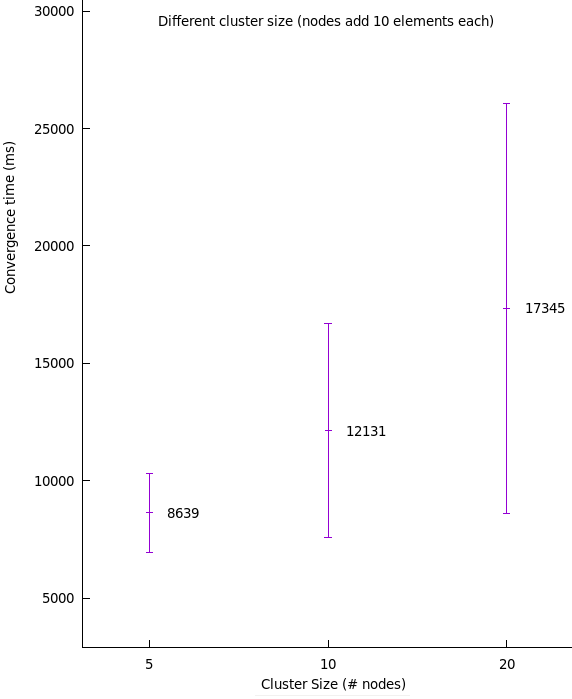 Different cluster size (nodes add 10 elements each)
Convergence time (ms)
30000
25000
20000
15000
10000
5000
8639
12131
17345
5 10 20
Cluster Size (# nodes)